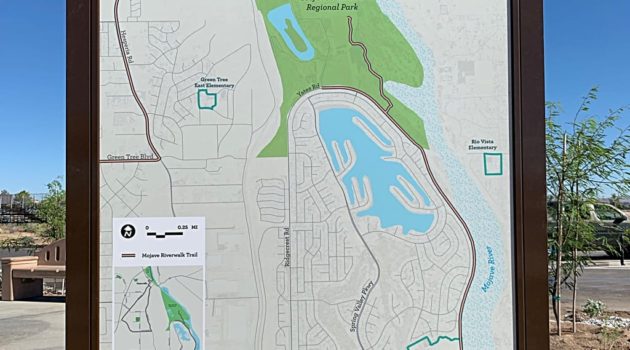 Regional Park
Hesperia Rd
Green Tree
East Elementary
Yates Rd
Rio Vista
Elementary
Green Tree Blvd
0 0.25 MI
Mojave Riverwalk Trail
Ridgecrest Rd
Spring Valley Pkwy
Mojave River